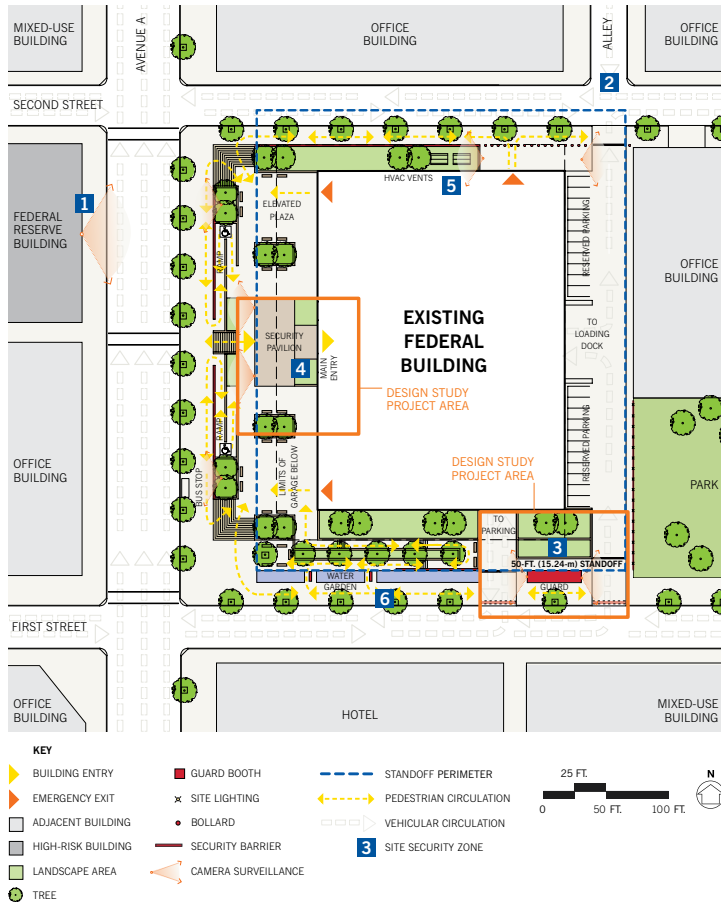 MIXED-USE
BUILDING
AVENUE A
OFFICE
BUILDING
ALLEY
OFFICE
BUILDING
2
SECOND STREET
1
FEDERAL
RESERVE
BUILDING
HVAC VENTS
5
ELEVATED
PLAZA
RAMP
RESERVED PARKING
OFFICE
BUILDING
SECURITY
PAVILION
4
MAIN
ENTRY
EXISTING
FEDERAL
BUILDING
TO
LOADING
DOCK
DESIGN STUDY
PROJECT AREA
OFFICE
BUILDING
RAMP
BUS STOP
LIMITS OF
GARAGE BELOW
DESIGN STUDY
PROJECT AREA
RESERVED PARKING
PARK
TO
PARKING
3
50-FT. (15.24-m) STANDOFF
WATER
GARDEN
6
GUARD
FIRST STREET
OFFICE
BUILDING
HOTEL
MIXED-USE
BUILDING
KEY
BUILDING ENTRY
EMERGENCY EXIT
ADJACENT BUILDING
HIGH-RISK BUILDING
LANDSCAPE AREA
TREE
GUARD BOOTH
SITE LIGHTING
BOLLARD
SECURITY BARRIER
CAMERA SURVEILLANCE
STANDOFF PERIMETER
PEDESTRIAN CIRCULATION
VEHICULAR CIRCULATION
3 SITE SECURITY ZONE
25 FT.
0 50 FT. 100 FT.
N